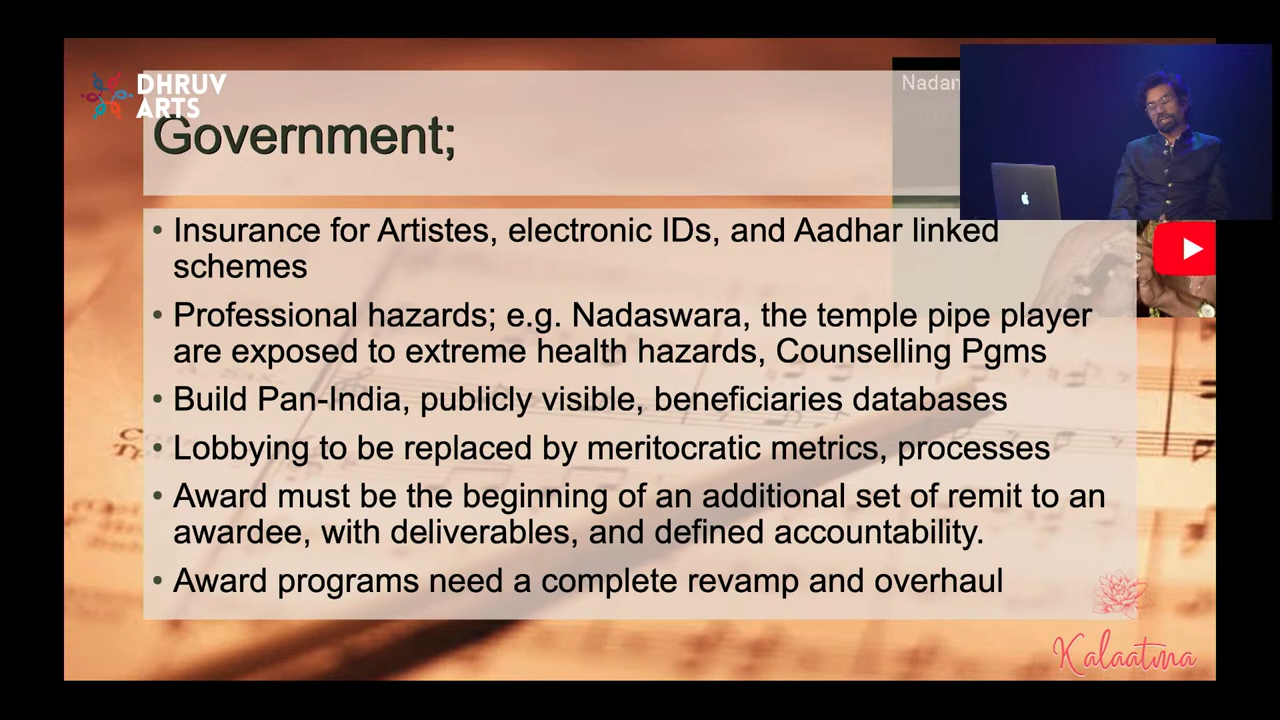 DHRUV
ARTS
Government;
Nadan
• Insurance for Artistes, electronic IDs, and Aadhar linked
schemes
• Professional hazards; e.g. Nadaswara, the temple pipe player
are exposed to extreme health hazards, Counselling Pgms
• Build Pan-India, publicly visible, beneficiaries databases
• Lobbying to be replaced by meritocratic metrics, processes
• Award must be the beginning of an additional set of remit to an
awardee, with deliverables, and defined accountability.
• Award programs need a complete revamp and overhaul
Kalaatma